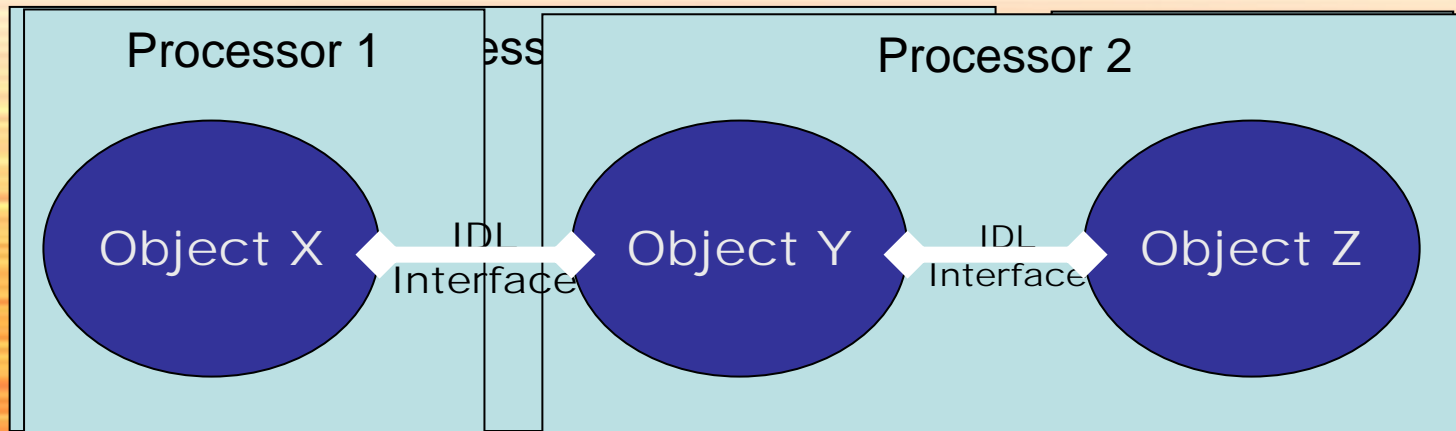 Processor 1
Processor 2
Object X
IDL
Interface
Object Y
IDL
Interface
Object Z